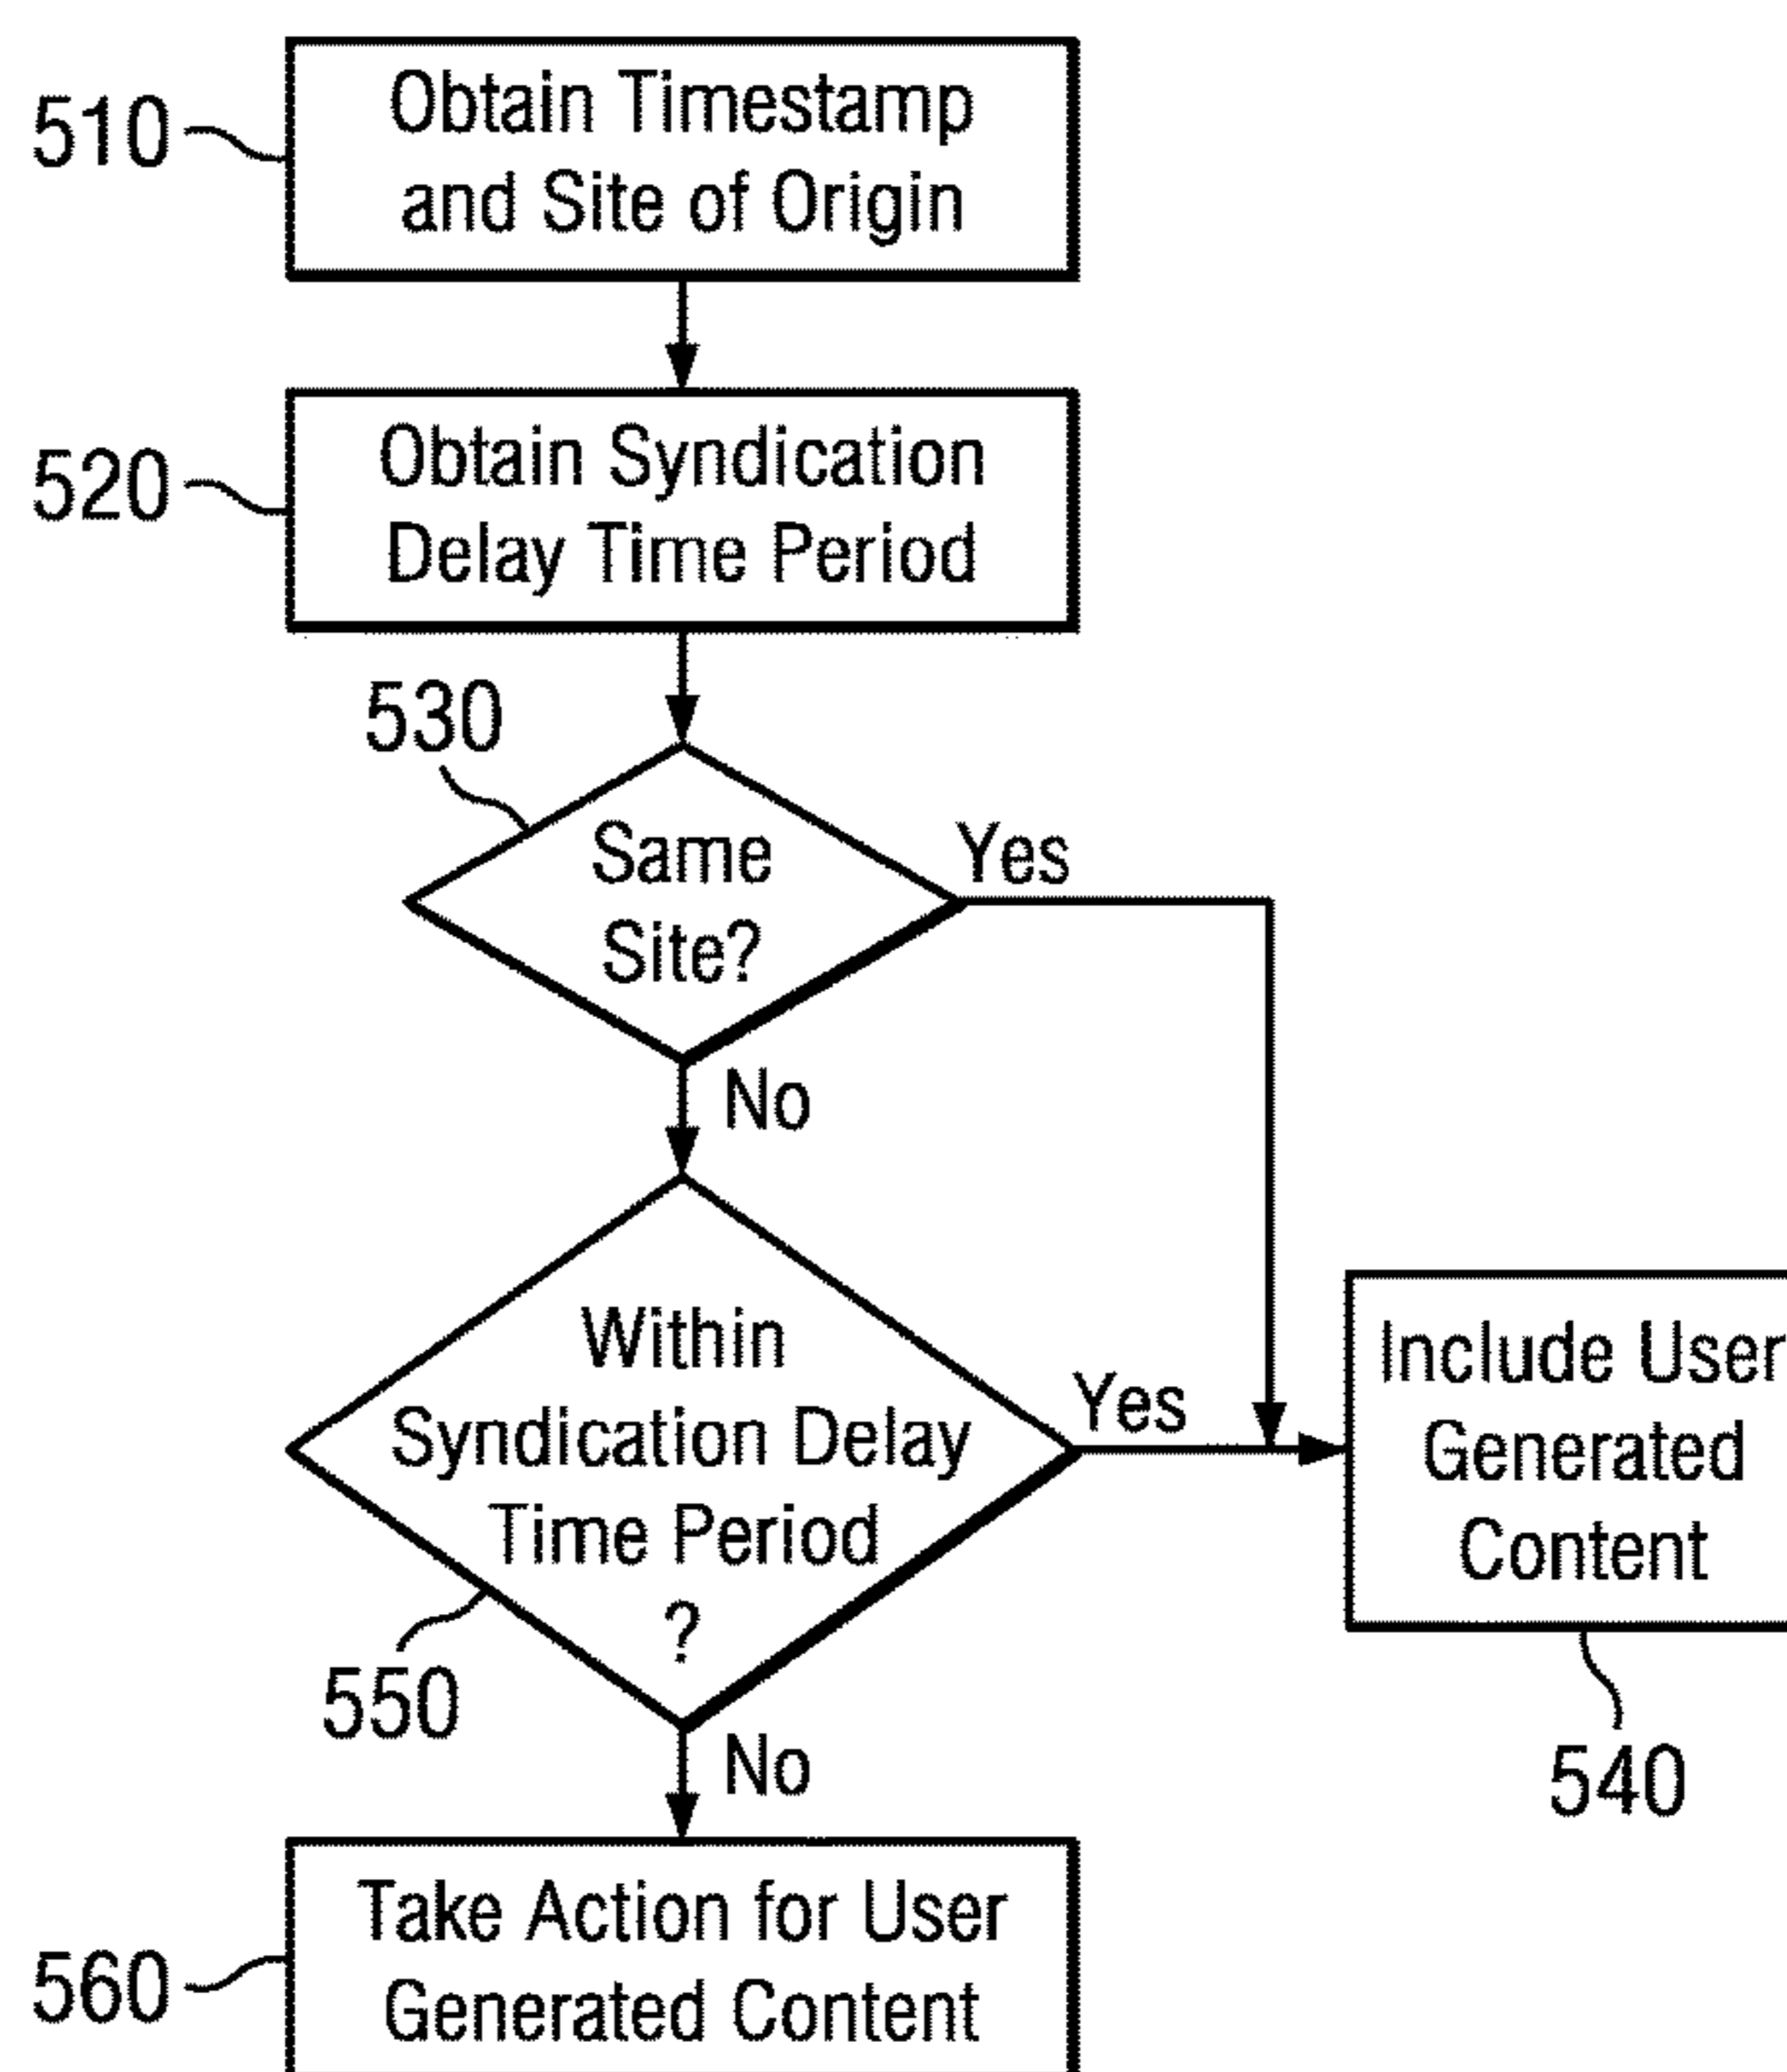 510
Obtain Timestamp
and Site of Origin
520
Obtain Syndication
Delay Time Period
530
Same
Site?
Yes
No
Within
Syndication Delay
Time Period
?
Yes
Include User
Generated
Content
550
540
No
560
Take Action for User
Generated Content